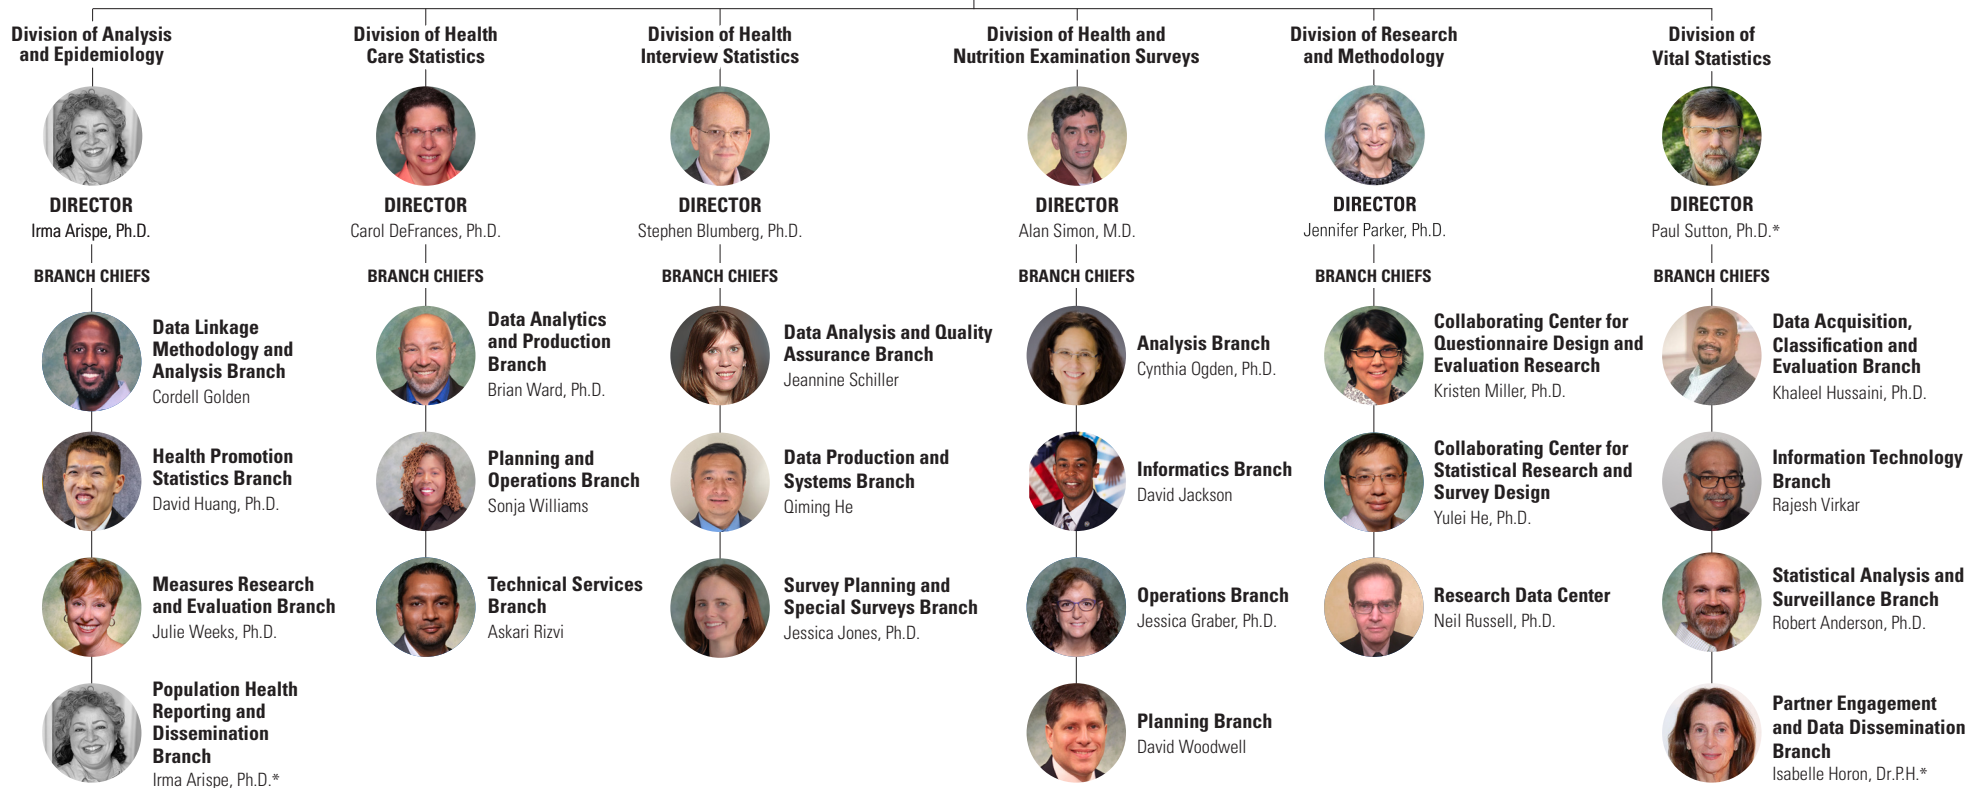 Division of Analysis
and Epidemiology
DIRECTOR
Irma Arispe, Ph.D.
BRANCH CHIEFS
Data Linkage
Methodology and
Analysis Branch
Cordell Golden
Health Promotion
Statistics Branch
David Huang, Ph.D.
Measures Research
and Evaluation Branch
Julie Weeks, Ph.D.
Population Health
Reporting and
Dissemination
Branch
Irma Arispe, Ph.D.*
Division of Health
Care Statistics
DIRECTOR
Carol DeFrances, Ph.D.
BRANCH CHIEFS
Data Analytics
and Production
Branch
Brian Ward, Ph.D.
Planning and
Operations Branch
Sonja Williams
Technical Services
Branch
Askari Rizvi
Division of Health
Interview Statistics
DIRECTOR
Stephen Blumberg, Ph.D.
BRANCH CHIEFS
Data Analysis and Quality
Assurance Branch
Jeannine Schiller
Data Production and
Systems Branch
Qiming He
Survey Planning and
Special Surveys Branch
Jessica Jones, Ph.D.
Division of Health and
Nutrition Examination Surveys
DIRECTOR
Alan Simon, M.D.
BRANCH CHIEFS
Analysis Branch
Cynthia Ogden, Ph.D.
Informatics Branch
David Jackson
Operations Branch
Jessica Graber, Ph.D.
Planning Branch
David Woodwell
Division of Research
and Methodology
DIRECTOR
Jennifer Parker, Ph.D.
BRANCH CHIEFS
Collaborating Center for
Questionnaire Design and
Evaluation Research
Kristen Miller, Ph.D.
Collaborating Center for
Statistical Research and
Survey Design
Yulei He, Ph.D.
Research Data Center
Neil Russell, Ph.D.
Division of
Vital Statistics
DIRECTOR
Paul Sutton, Ph.D.*
BRANCH CHIEFS
Data Acquisition,
Classification and
Evaluation Branch
Khaleel Hussaini, Ph.D.
Information Technology
Branch
Rajesh Virkar
Statistical Analysis and
Surveillance Branch
Robert Anderson, Ph.D.
Partner Engagement
and Data Dissemination
Branch
Isabelle Horon, Dr.P.H.*